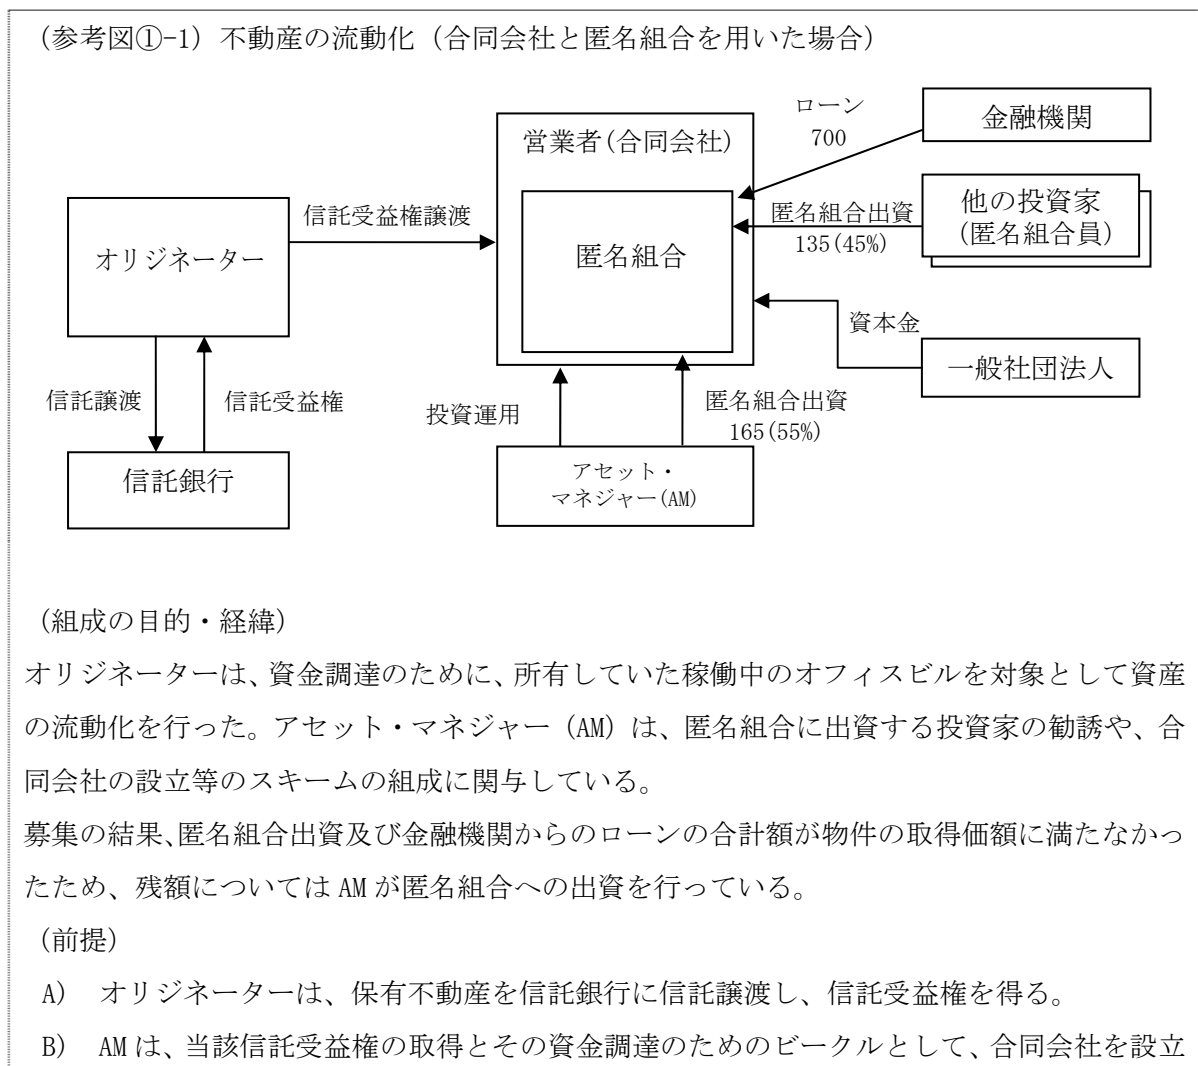 (参考図①-1) 不動産の流動化 (合同会社と匿名組合を用いた場合)
ローン
700
金融機関
営業者(合同会社)
オリジネーター
信託受益権譲渡
匿名組合
匿名組合出資
135(45%)
他の投資家
(匿名組合員)
資本金
一般社団法人
信託譲渡
信託受益権
投資運用
匿名組合出資
165(55%)
信託銀行
アセット・
マネジャー(AM)
(組成の目的・経緯)
オリジネーターは、資金調達のために、所有していた稼働中のオフィスビルを対象として資産
の流動化を行った。アセット・マネジャー (AM) は、匿名組合に出資する投資家の勧誘や、合
同会社の設立等のスキームの組成に関与している。
募集の結果、匿名組合出資及び金融機関からのローンの合計額が物件の取得価額に満たなかっ
たため、残額については AM が匿名組合への出資を行っている。
(前提)
A) オリジネーターは、保有不動産を信託銀行に信託譲渡し、信託受益権を得る。
B) AM は、当該信託受益権の取得とその資金調達のためのビークルとして、合同会社を設立